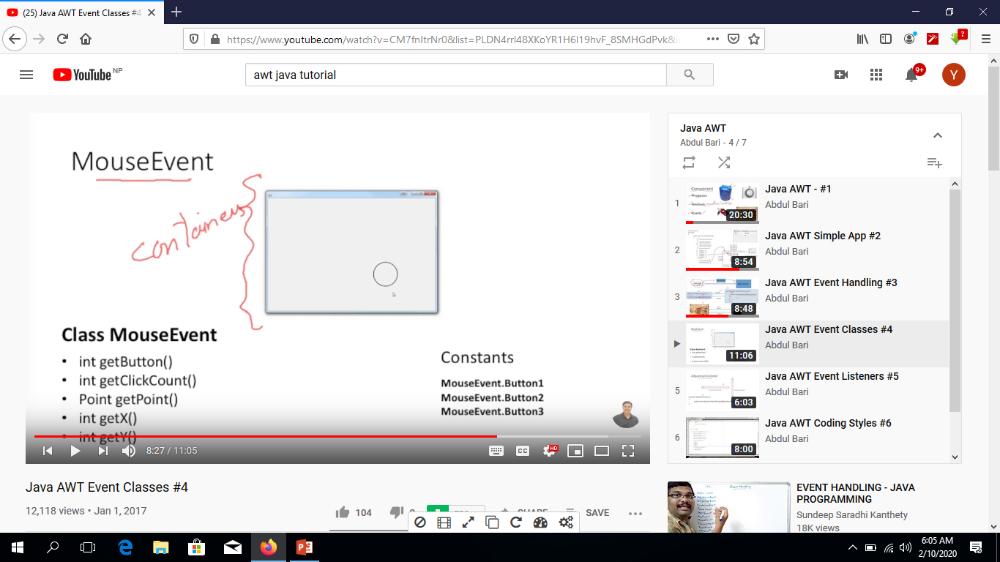 (25) Java AWT Event Classes #4
https://www.youtube.com/watch?v=CM7fnItrNr0&list=PLDN4rrl48XKoYR1H6l19hvF_8SMHGdPvk&i
YouTube NP
awt java tutorial
9+
Y
MouseEvent
Containers
Class MouseEvent
• int getButton()
• int getClickCount()
• Point getPoint()
• int getX()
• int getY()
Constants
MouseEvent.Button1
MouseEvent.Button2
MouseEvent.Button3
8:27 / 11:05
CC
HD
Java AWT Event Classes #4
12,118 views • Jan 1, 2017
104
SHARE
SAVE
Java AWT
Abdul Bari - 4 / 7
1
Component
20:30
Java AWT - #1
Abdul Bari
2
8:54
Java AWT Simple App #2
Abdul Bari
3
8:48
Java AWT Event Handling #3
Abdul Bari
KeyEvent
11:06
Java AWT Event Classes #4
Abdul Bari
5
AdjustmentListener
6:03
Java AWT Event Listeners #5
Abdul Bari
6
8:00
Java AWT Coding Styles #6
Abdul Bari
EVENT HANDLING - JAVA
PROGRAMMING
Sundeep Saradhi Kanthety
18K views
6:05 AM
2/10/2020